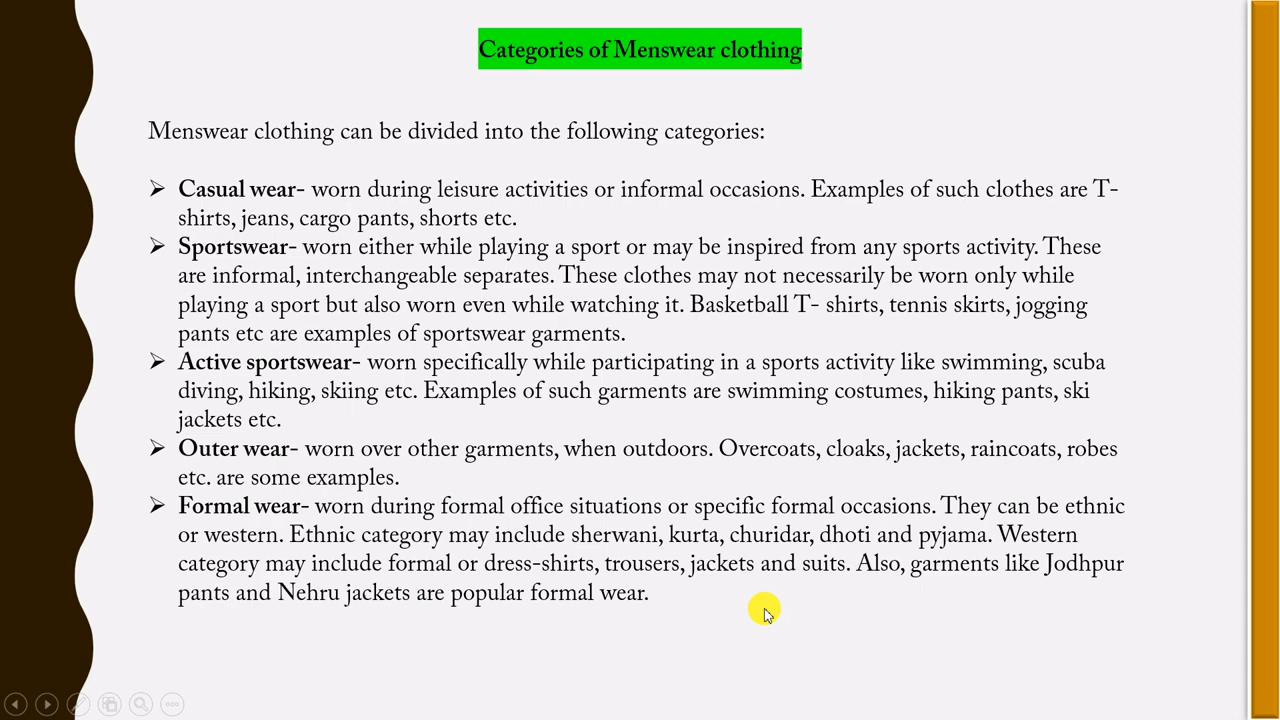 Categories of Menswear clothing
Menswear clothing can be divided into the following categories:
➢ Casual wear- worn during leisure activities or informal occasions. Examples of such clothes are T-
shirts, jeans, cargo pants, shorts etc.
➢ Sportswear- worn either while playing a sport or may be inspired from any sports activity. These
are informal, interchangeable separates. These clothes may not necessarily be worn only while
playing a sport but also worn even while watching it. Basketball T- shirts, tennis skirts, jogging
pants etc are examples of sportswear garments.
➢ Active sportswear- worn specifically while participating in a sports activity like swimming, scuba
diving, hiking, skiing etc. Examples of such garments are swimming costumes, hiking pants, ski
jackets etc.
➢ Outer wear- worn over other garments, when outdoors. Overcoats, cloaks, jackets, raincoats, robes
etc. are some examples.
➢ Formal wear- worn during formal office situations or specific formal occasions. They can be ethnic
or western. Ethnic category may include sherwani, kurta, churidar, dhoti and pyjama. Western
category may include formal or dress-shirts, trousers, jackets and suits. Also, garments like Jodhpur
pants and Nehru jackets are popular formal wear.